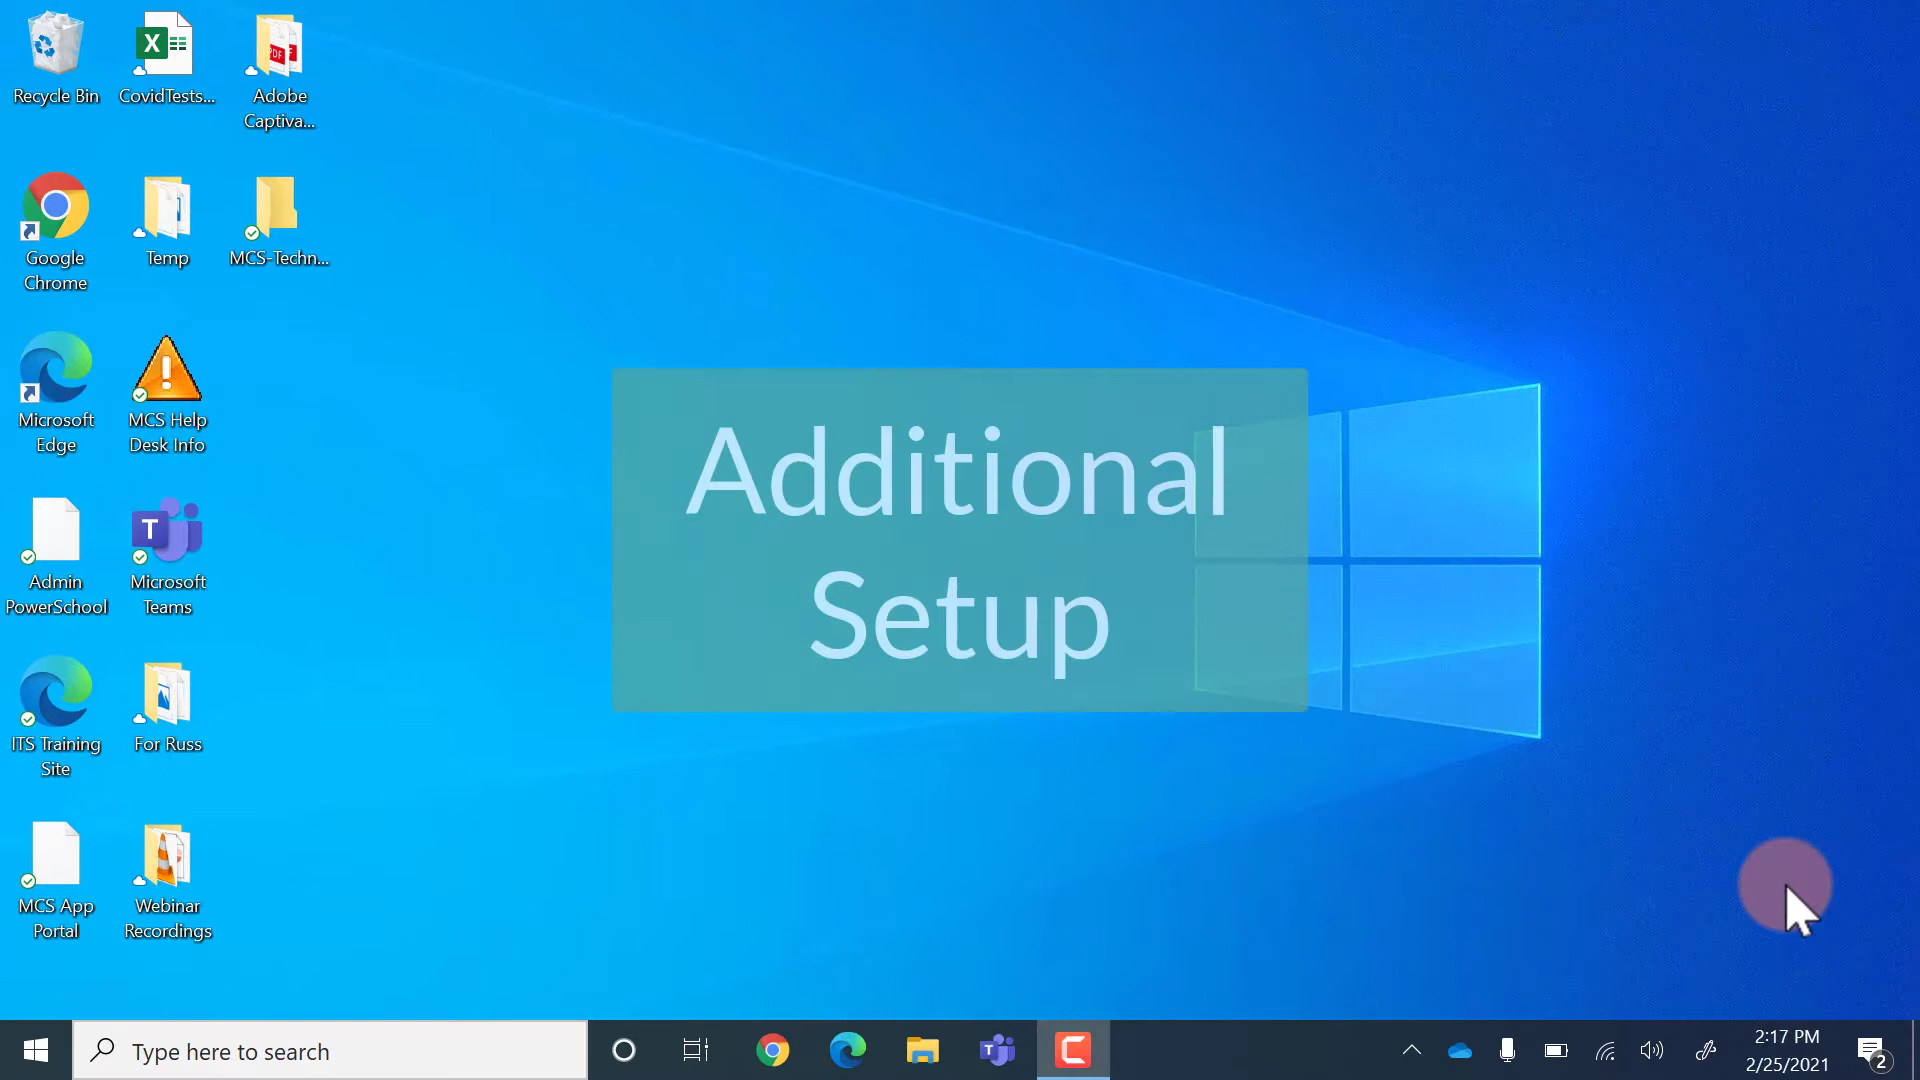 Recycle Bin
CovidTests...
Adobe
Captiva...
Google
Chrome
Temp
MCS-Techn...
Microsoft
Edge
MCS Help
Desk Info
Admin
PowerSchool
Microsoft
Teams
ITS Training
Site
For Russ
MCS App
Portal
Webinar
Recordings
Additional
Setup
Type here to search
2:17 PM
2/25/2021
2